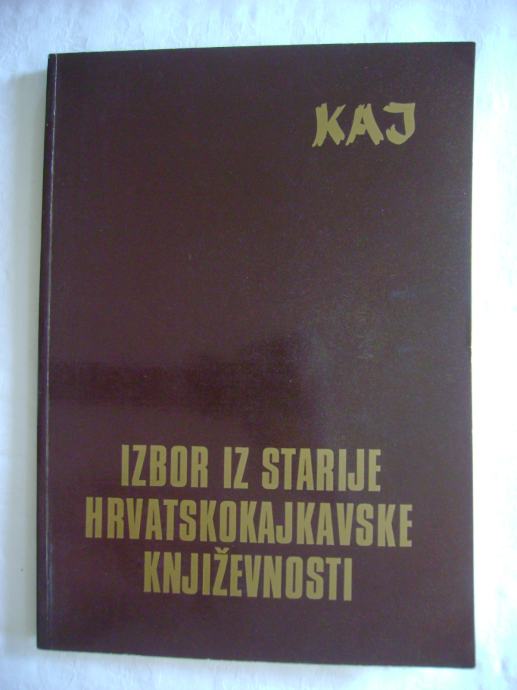 KAJ
IZBOR IZ STARIJE
HRVATSKOKAJKAVSKE
KNJIŽEVNOSTI